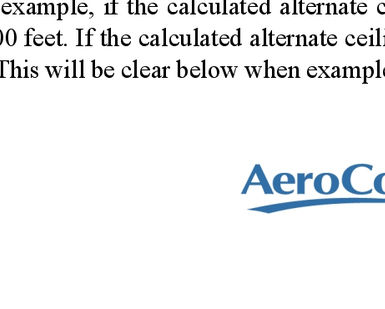 example, if the calculated alternate c
00 feet. If the calculated alternate ceili
This will be clear below when example
AeroCo